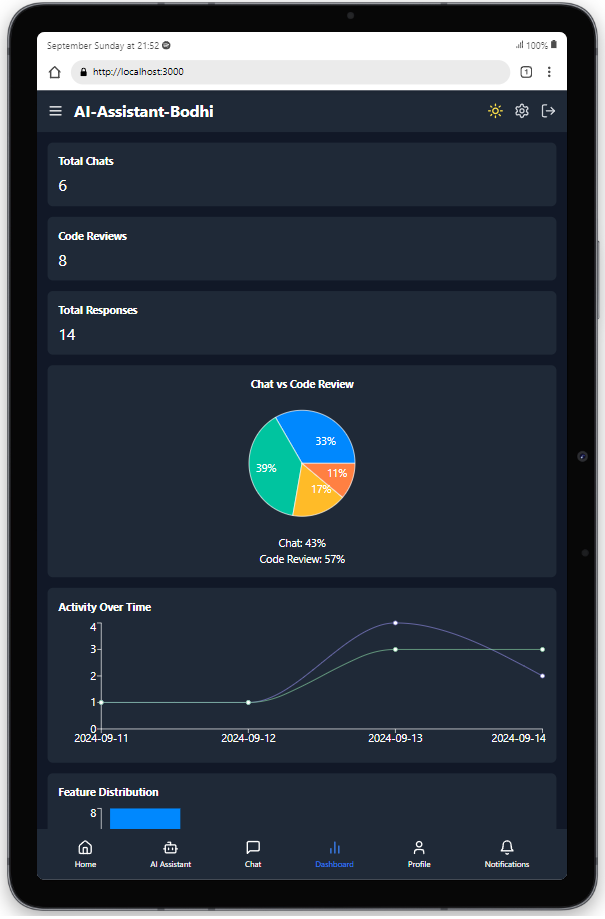 September Sunday at 21:52
100%
http://localhost:3000
1
AI-Assistant-Bodhi
Total Chats
6
Code Reviews
8
Total Responses
14
Chat vs Code Review
33%
39%
11%
17%
Chat: 43%
Code Review: 57%
Activity Over Time
4
3
2
1
0
2024-09-11 2024-09-12 2024-09-13 2024-09-14
Feature Distribution
8
Home AI Assistant Chat Dashboard Profile Notifications